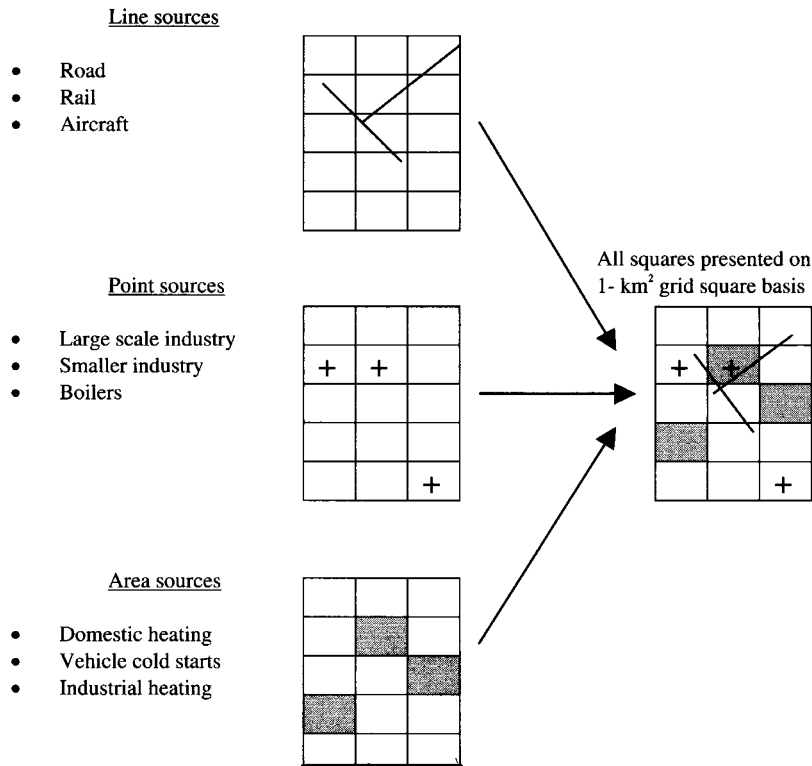 Line sources
• Road
• Rail
• Aircraft
All squares presented on
1- km² grid square basis
Point sources
• Large scale industry
• Smaller industry
• Boilers
Area sources
• Domestic heating
• Vehicle cold starts
• Industrial heating